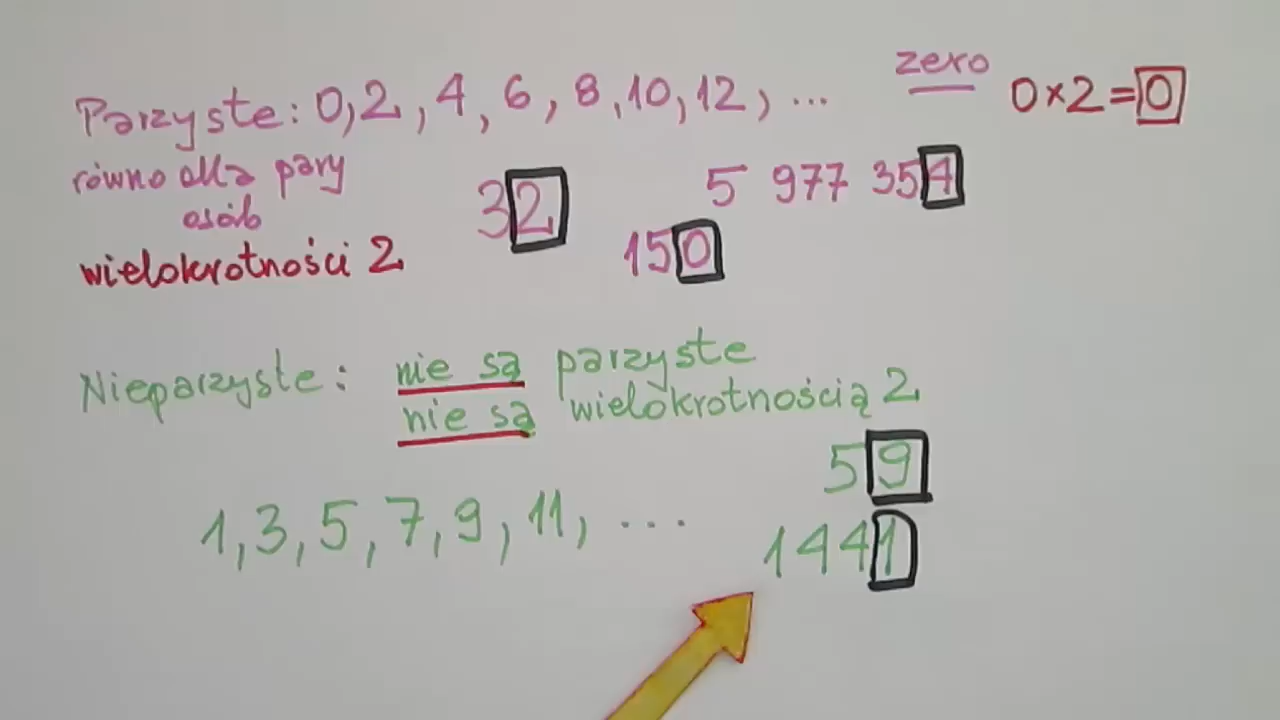 Parzyste: 0, 2, 4, 6, 8, 10, 12, ...
zero
0×2=0
równo dla pary
osób
wielokrotności 2
32
5 977 354
150
Nieparzyste: nie są parzyste
nie są wielokrotnością 2
59
1, 3, 5, 7, 9, 11, ...
1441